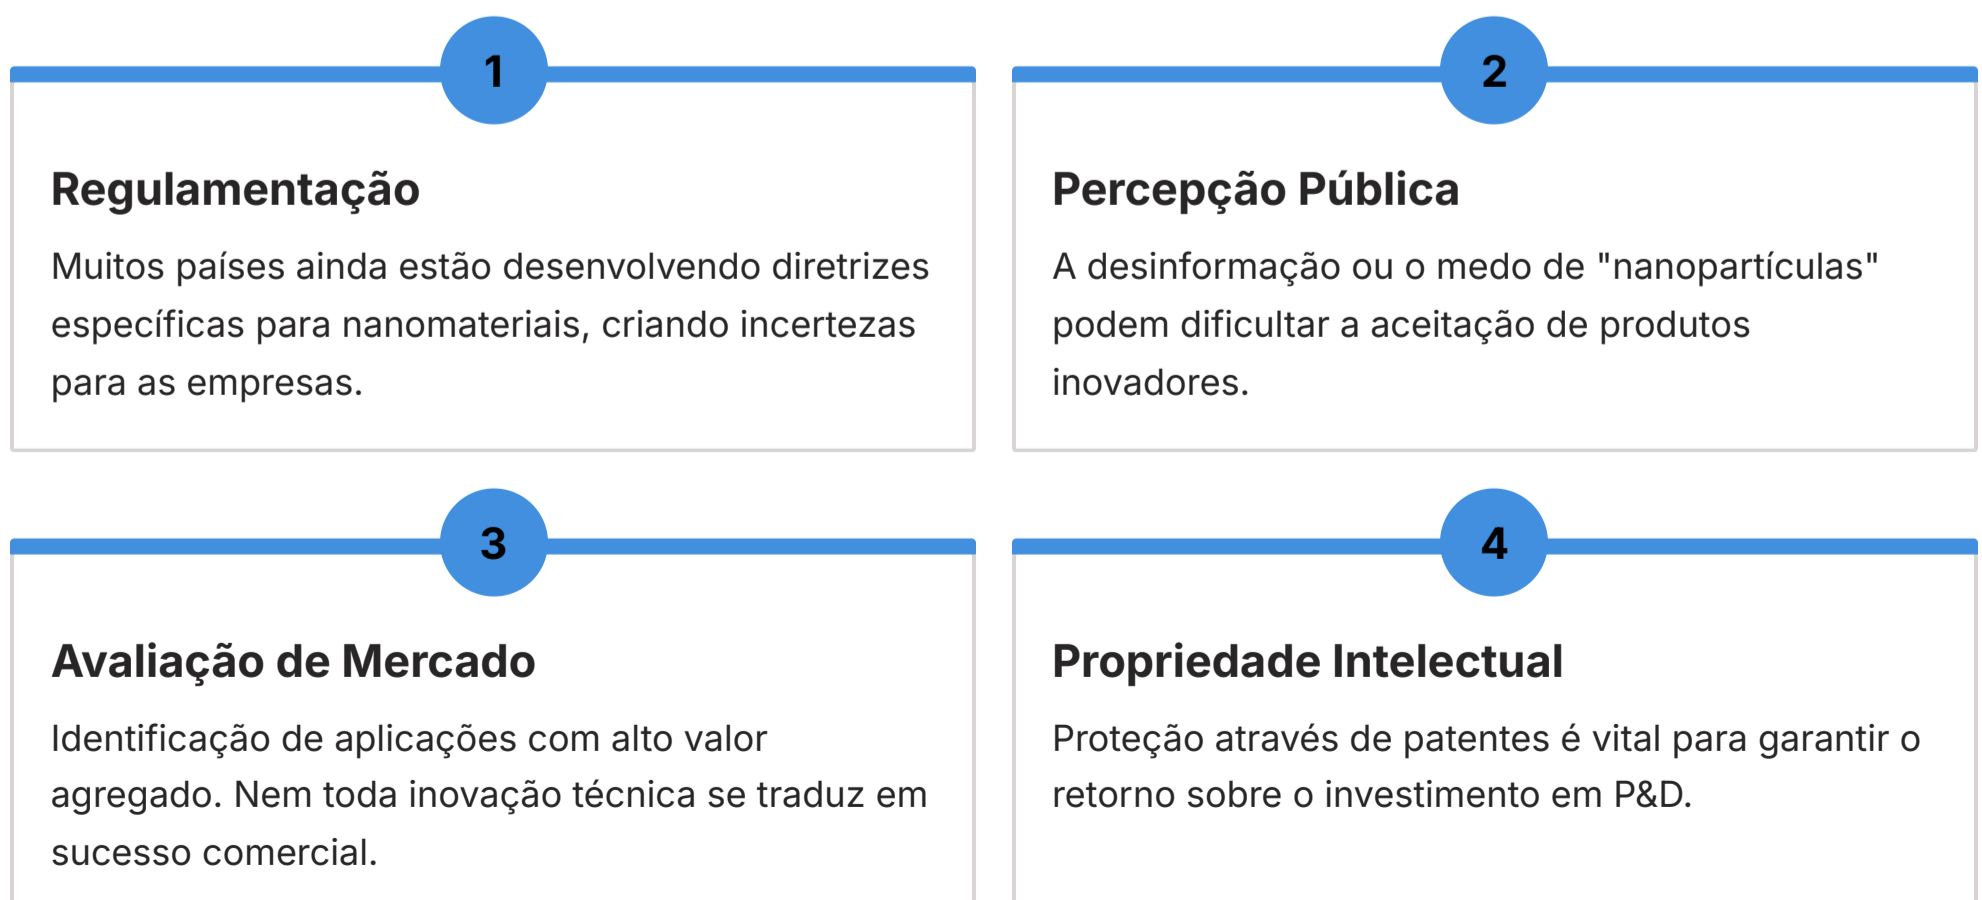 1
Regulamentação
Muitos países ainda estão desenvolvendo diretrizes
específicas para nanomateriais, criando incertezas
para as empresas.
2
Percepção Pública
A desinformação ou o medo de "nanopartículas"
podem dificultar a aceitação de produtos
inovadores.
3
Avaliação de Mercado
Identificação de aplicações com alto valor
agregado. Nem toda inovação técnica se traduz em
sucesso comercial.
4
Propriedade Intelectual
Proteção através de patentes é vital para garantir o
retorno sobre o investimento em P&D.